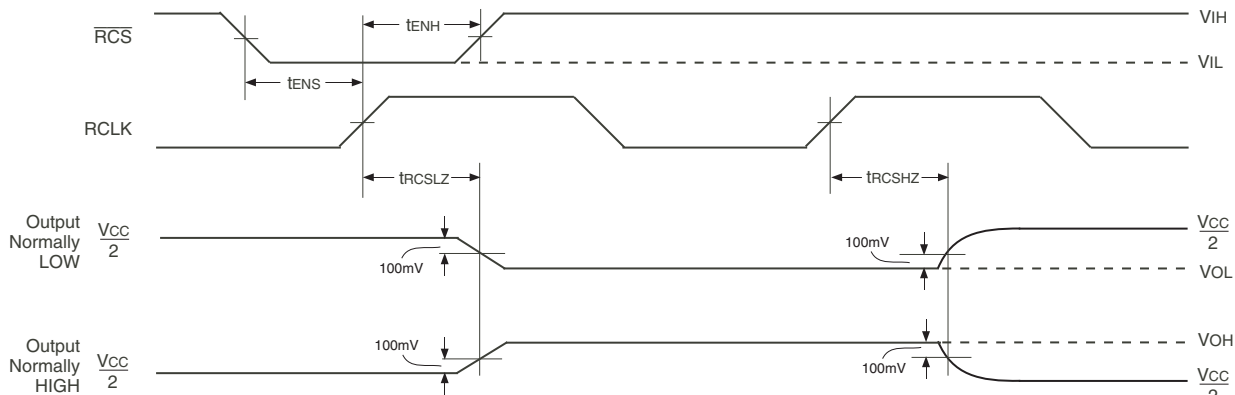 RCS
tENH
VIH
VIL
tENS
RCLK
tRCSLZ
tRCSHZ
Output
Normally
LOW
VCC
2
100mV
100mV
VCC
2
VOL
Output
Normally
HIGH
VCC
2
100mV
100mV
VOH
VCC
2